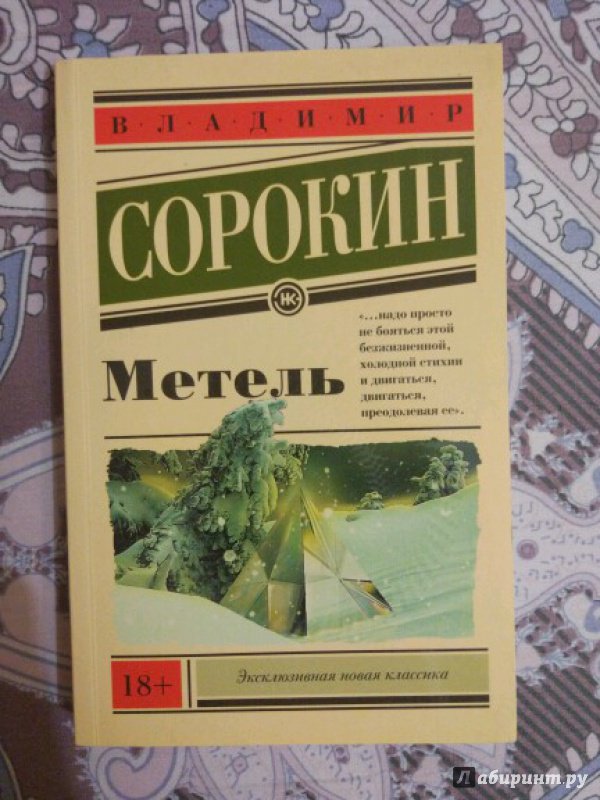 В·Л·А·Д·И·М·И·Р
СОРОКИН
НК
Метель
«...надо просто
не бояться этой
безжизненной,
холодной стихии
и двигаться,
двигаться,
преодолевая ее».
18+
Эксклюзивная новая классика
Лабиринт.ру